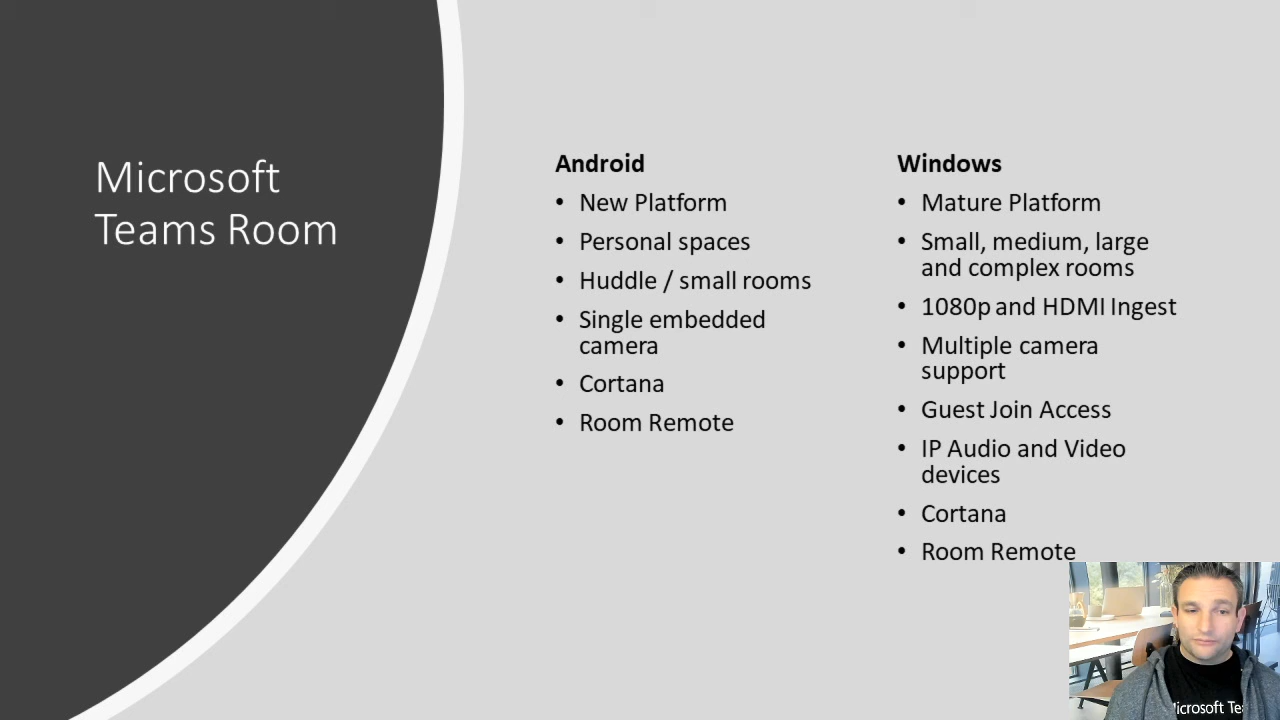 Microsoft
Teams Room
Android
• New Platform
• Personal spaces
• Huddle / small rooms
• Single embedded
camera
• Cortana
• Room Remote
Windows
• Mature Platform
• Small, medium, large
and complex rooms
• 1080p and HDMI Ingest
• Multiple camera
support
• Guest Join Access
• IP Audio and Video
devices
• Cortana
• Room Remote
icrosoft Te